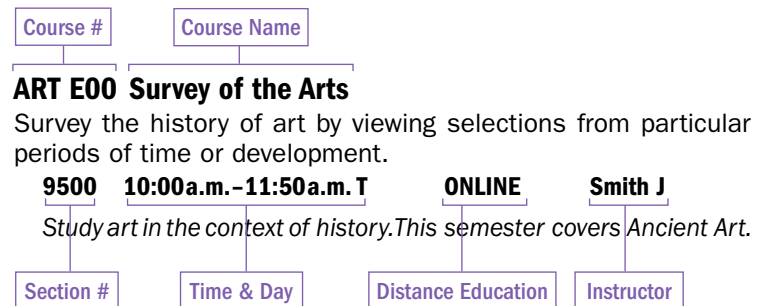 Course # Course Name
ART E00 Survey of the Arts
Survey the history of art by viewing selections from particular
periods of time or development.
9500 10:00a.m.–11:50a.m. T ONLINE Smith J
Study art in the context of history.This semester covers Ancient Art.
Section # Time & Day Distance Education Instructor